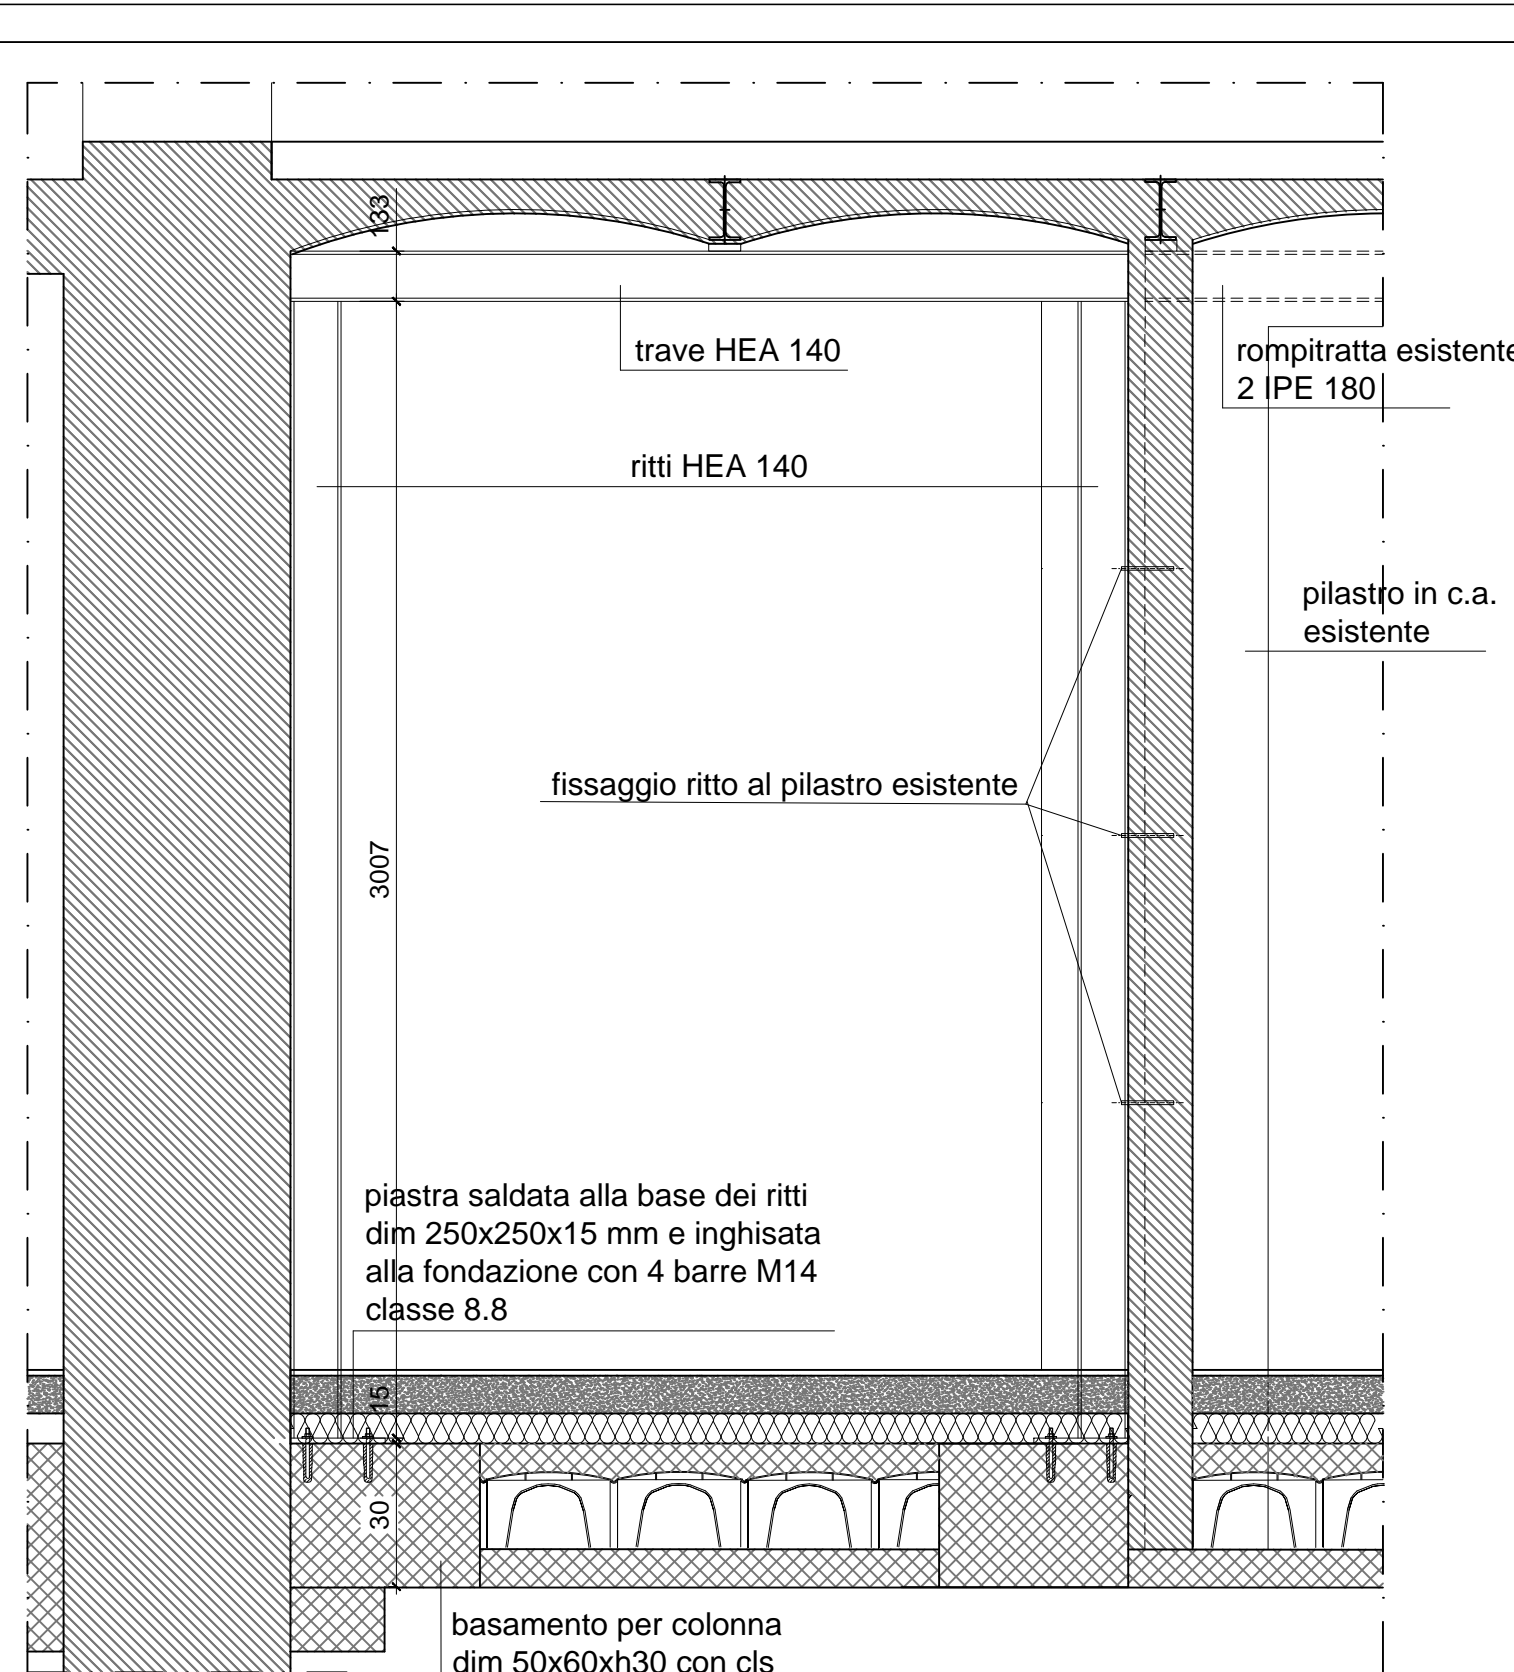 133
trave HEA 140
rompitratta esistente
2 IPE 180
ritti HEA 140
pilastro in c.a.
esistente
fissaggio ritto al pilastro esistente
3007
piastra saldata alla base dei ritti
dim 250x250x15 mm e inghisata
alla fondazione con 4 barre M14
classe 8.8
15
30
basamento per colonna
dim 50x60xh30 con cls